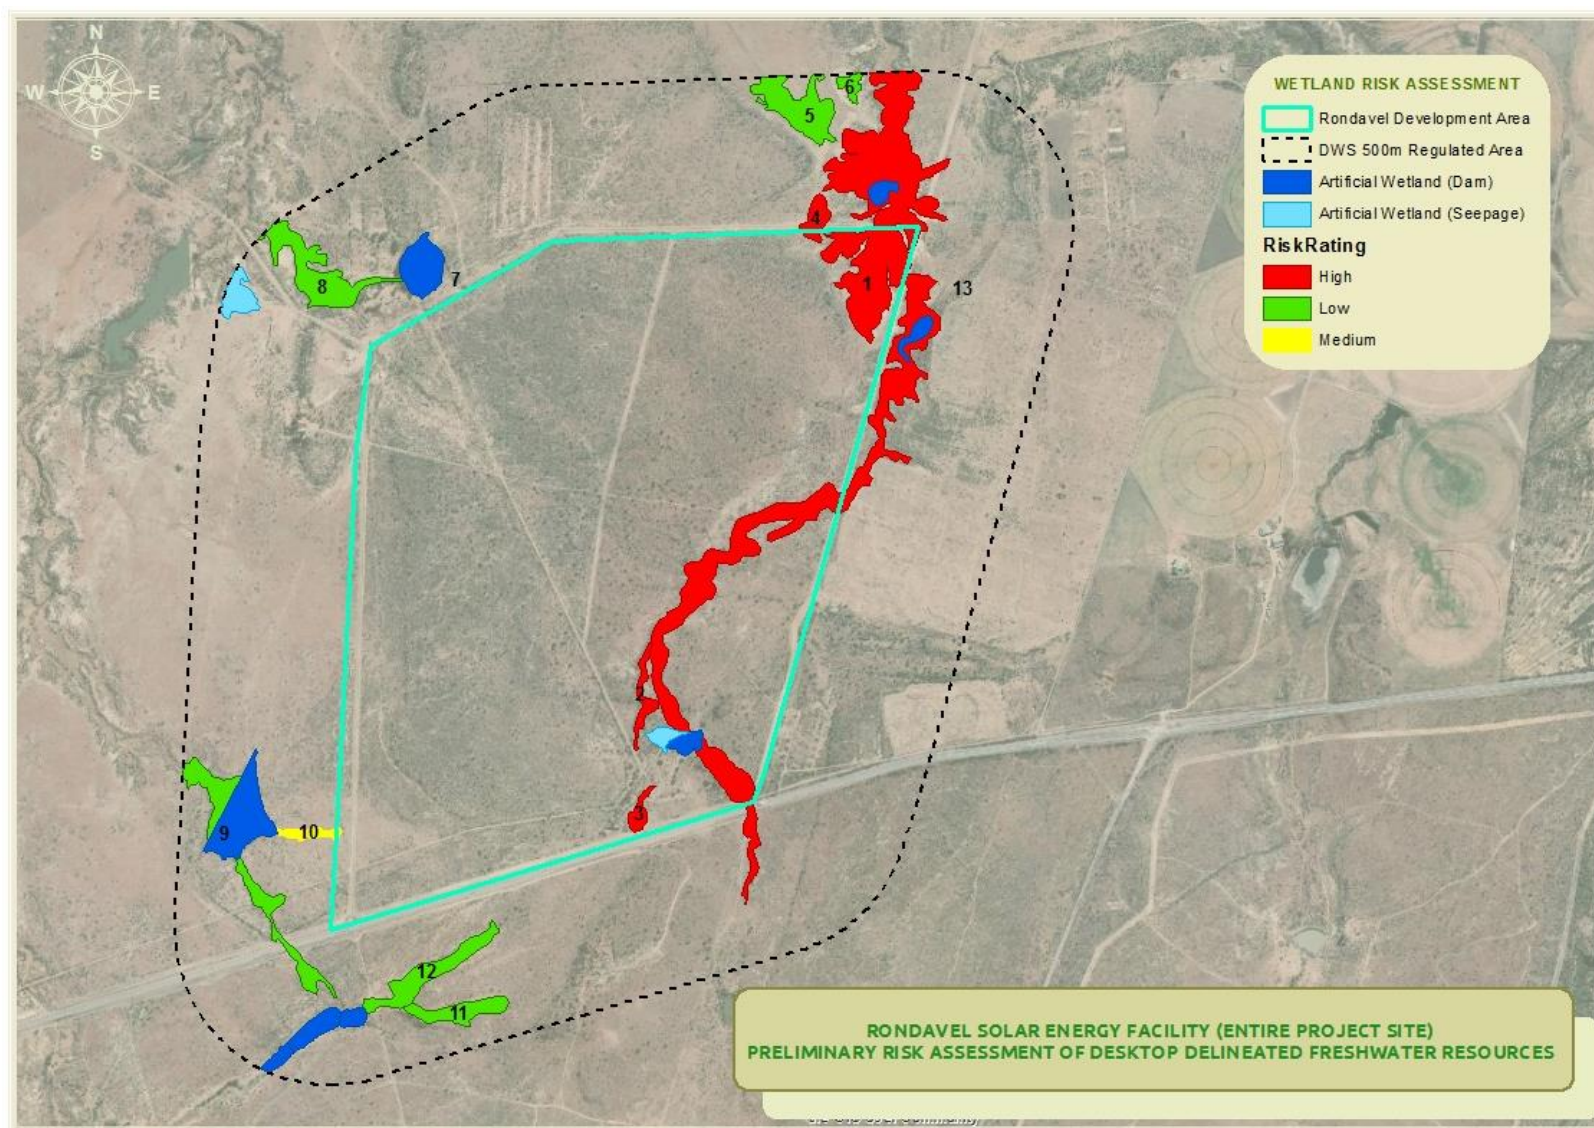 N
W
E
S
WETLAND RISK ASSESSMENT
Rondavel Development Area
DWS 500m Regulated Area
Artificial Wetland (Dam)
Artificial Wetland (Seepage)
RiskRating
High
Low
Medium
6
5
4
7
8
1
13
2
3
9
10
12
11
RONDAVEL SOLAR ENERGY FACILITY (ENTIRE PROJECT SITE)
PRELIMINARY RISK ASSESSMENT OF DESKTOP DELINEATED FRESHWATER RESOURCES